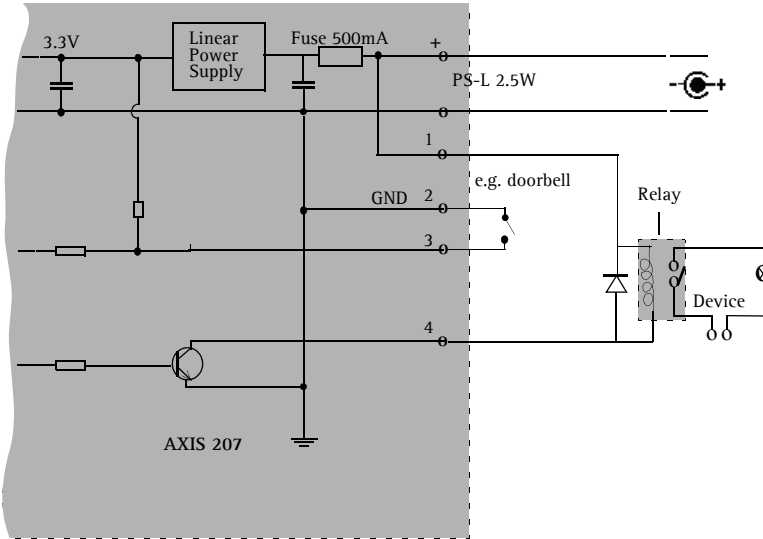 3.3V
Linear
Power
Supply
Fuse 500mA
+
PS-L 2.5W
- +
1
e.g. doorbell
GND 2
Relay
3
Device
4
AXIS 207